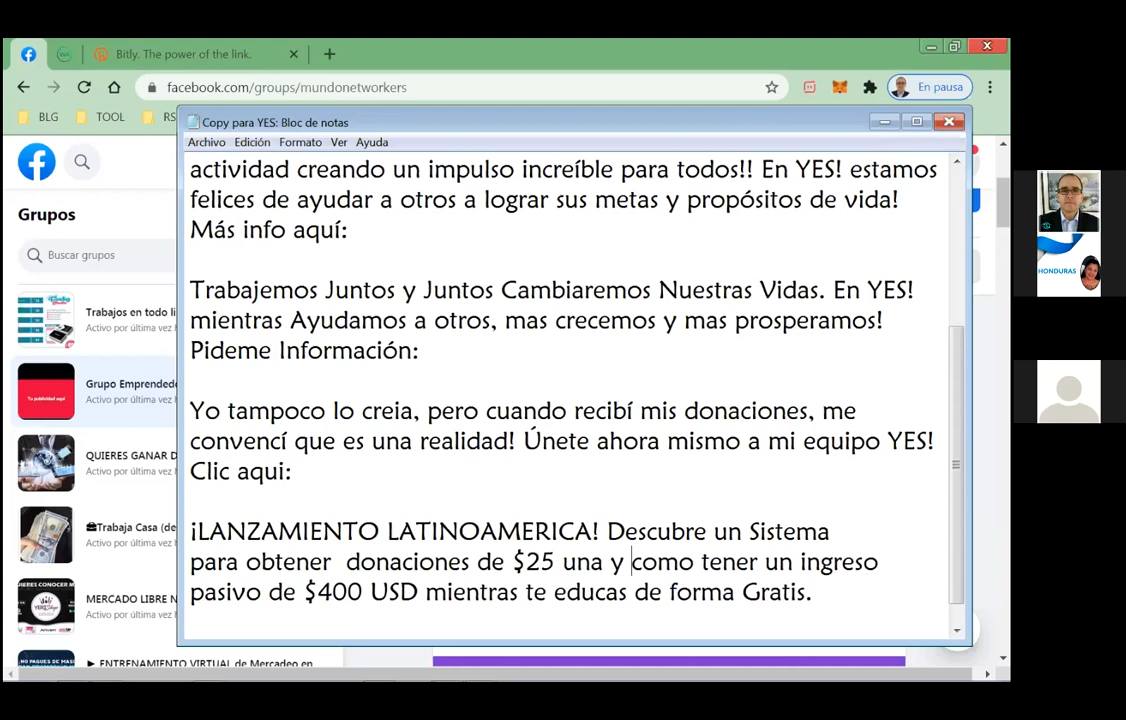 Bitly. The power of the link.
facebook.com/groups/mundonetworkers
En pausa
BLG
TOOL
RS
Copy para YES: Bloc de notas
Archivo Edición Formato Ver Ayuda
actividad creando un impulso increíble para todos!! En YES! estamos
felices de ayudar a otros a lograr sus metas y propósitos de vida!
Más info aquí:
Trabajemos Juntos y Juntos Cambiaremos Nuestras Vidas. En YES!
mientras Ayudamos a otros, mas crecemos y mas prosperamos!
Pideme Información:
Yo tampoco lo creia, pero cuando recibí mis donaciones, me
convencí que es una realidad! Únete ahora mismo a mi equipo YES!
Clic aqui:
¡LANZAMIENTO LATINOAMERICA! Descubre un Sistema
para obtener  donaciones de $25 una y como tener un ingreso
pasivo de $400 USD mientras te educas de forma Gratis.
Grupos
Buscar grupos
Trabajos en todo li
Activo por última vez h
Grupo Emprendede
Activo por última vez h
QUIERES GANAR D
Activo por última vez h
Trabaja Casa (de
Activo por última vez h
MERCADO LIBRE N
Activo por última vez h
► ENTRENAMIENTO VIRTUAL de Mercadeo en
HONDURAS